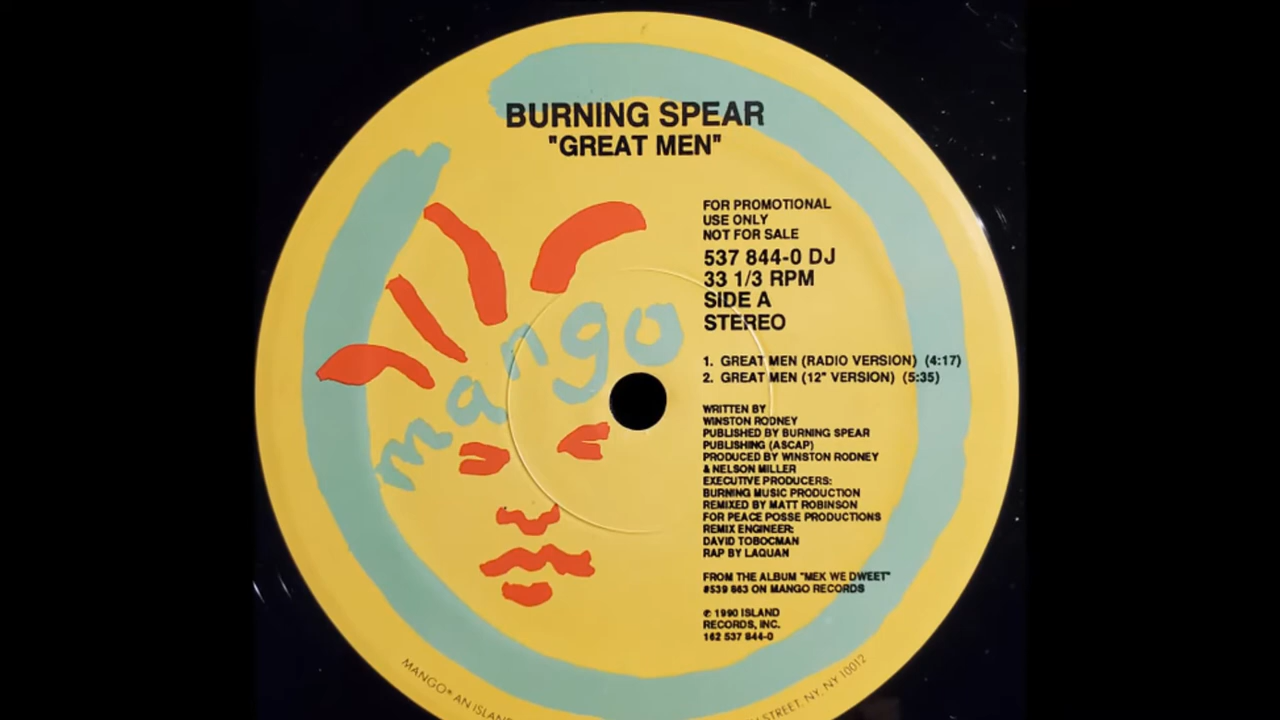 BURNING SPEAR
"GREAT MEN"
FOR PROMOTIONAL
USE ONLY
NOT FOR SALE
537 844-0 DJ
33 1/3 RPM
SIDE A
STEREO
mango
1. GREAT MEN (RADIO VERSION) (4:17)
2. GREAT MEN (12" VERSION) (5:35)
WRITTEN BY
WINSTON RODNEY
PUBLISHED BY BURNING SPEAR
PUBLISHING (ASCAP)
PRODUCED BY WINSTON RODNEY
& NELSON MILLER
EXECUTIVE PRODUCERS:
BURNING MUSIC PRODUCTION
REMIXED BY MATT ROBINSON
FOR PEACE POSSE PRODUCTIONS
REMIX ENGINEER:
DAVID TOBOCMAN
RAP BY LAQUAN
FROM THE ALBUM "MEK WE DWEET"
#539 863 ON MANGO RECORDS
℗ 1990 ISLAND
RECORDS, INC.
162 537 844-0
MANGO® AN
STREET, NY, NY 10012